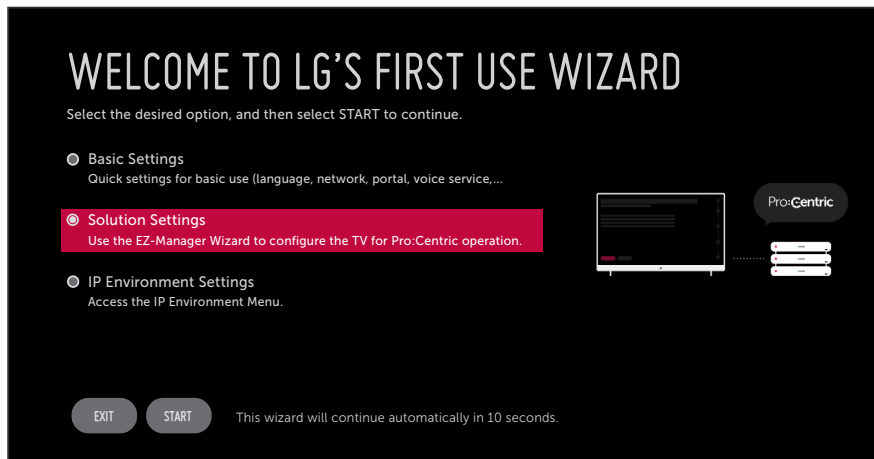 WELCOME TO LG'S FIRST USE WIZARD
Select the desired option, and then select START to continue.
Basic Settings
Quick settings for basic use (language, network, portal, voice service,...
Solution Settings
Use the EZ-Manager Wizard to configure the TV for Pro:Centric operation.
Pro:Centric
IP Environment Settings
Access the IP Environment Menu.
EXIT START This wizard will continue automatically in 10 seconds.